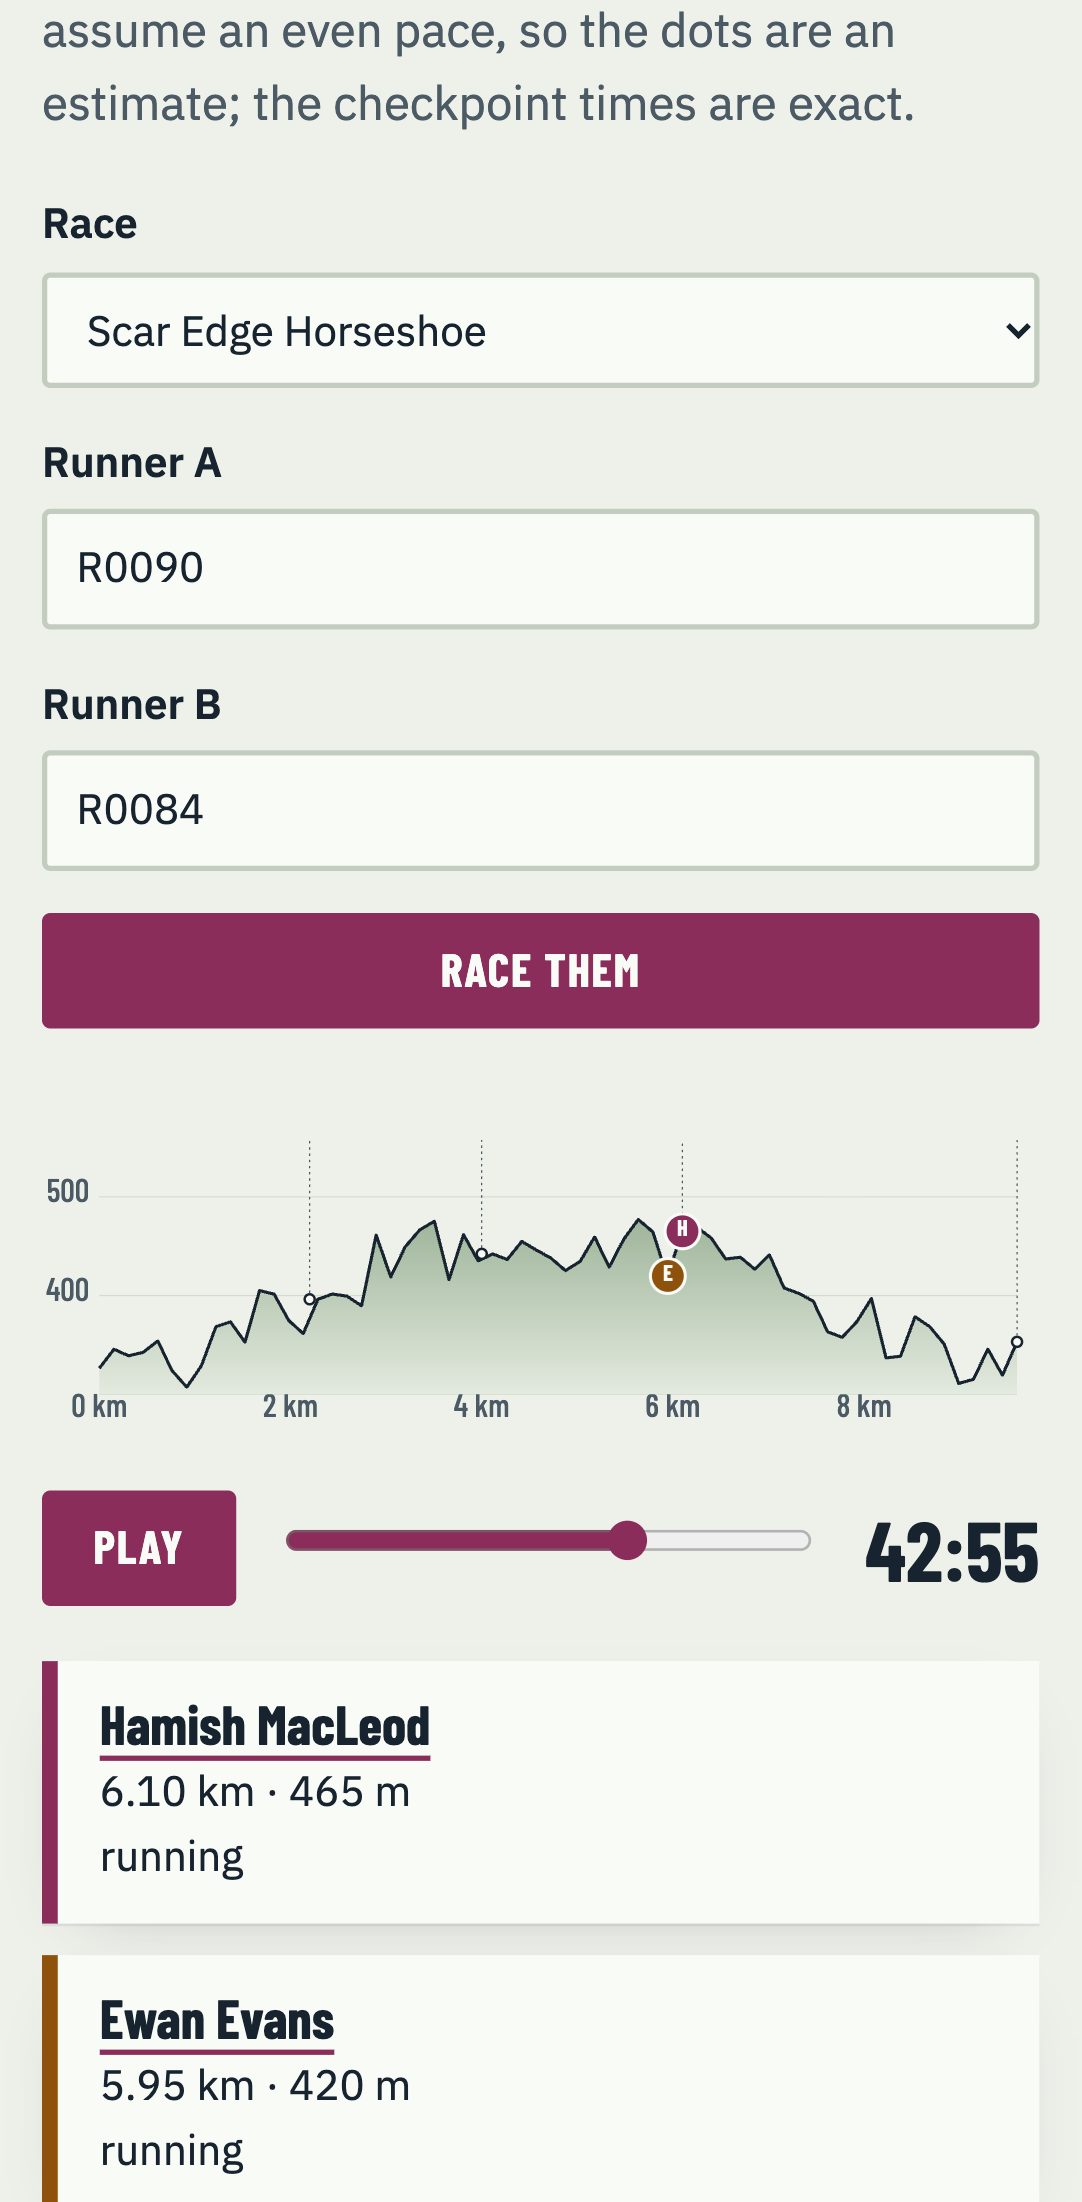 assume an even pace, so the dots are an
estimate; the checkpoint times are exact.
Race
Scar Edge Horseshoe
Runner A
R0090
Runner B
R0084
RACE THEM
500
400
H
E
0 km 2 km 4 km 6 km 8 km
PLAY 42:55
Hamish MacLeod
6.10 km · 465 m
running
Ewan Evans
5.95 km · 420 m
running